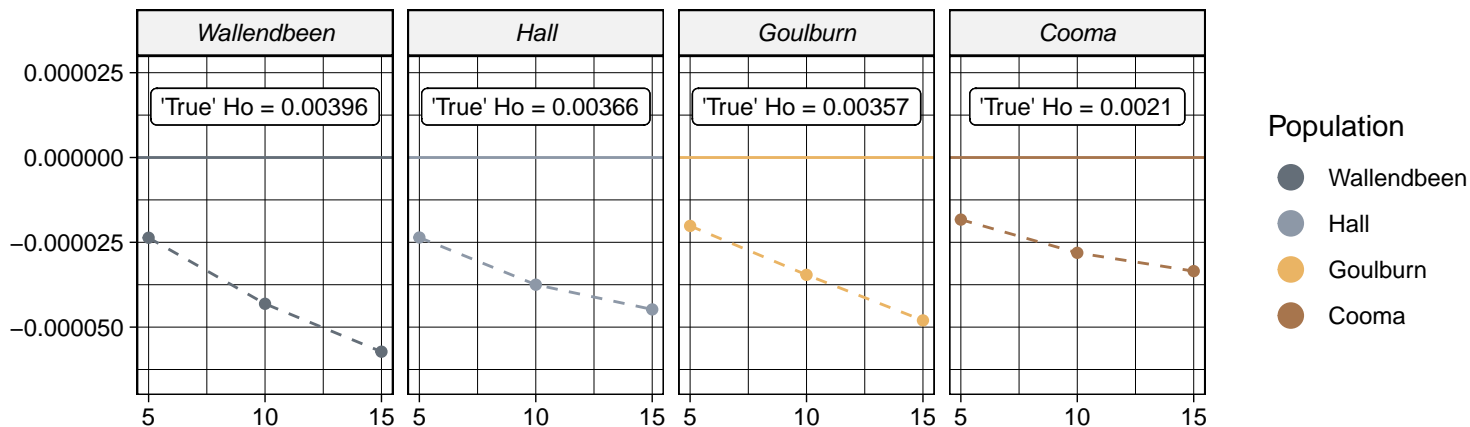 Wallendbeen
Hall
Goulburn
Cooma
0.000025
0.000000
−0.000025
−0.000050
'True' Ho = 0.00396
'True' Ho = 0.00366
'True' Ho = 0.00357
'True' Ho = 0.0021
5 10 15
5 10 15
5 10 15
5 10 15
Population
Wallendbeen
Hall
Goulburn
Cooma